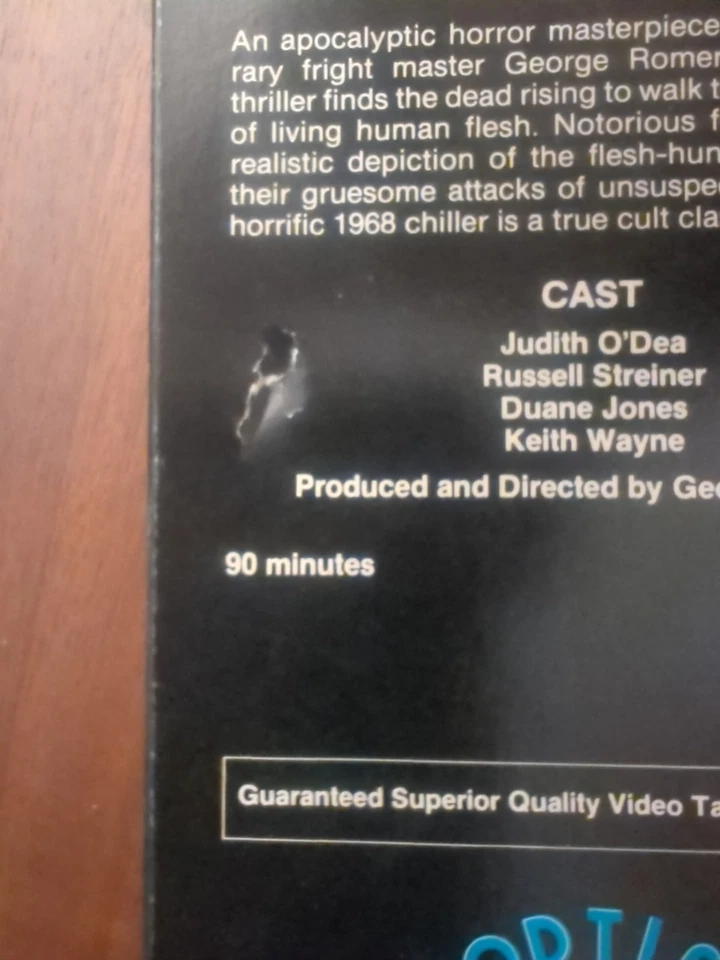 An apocalyptic horror masterpiece
rary fright master George Romer
thriller finds the dead rising to walk t
of living human flesh. Notorious f
realistic depiction of the flesh-hun
their gruesome attacks of unsuspe
horrific 1968 chiller is a true cult cla
CAST
Judith O'Dea
Russell Streiner
Duane Jones
Keith Wayne
Produced and Directed by Geo
90 minutes
Guaranteed Superior Quality Video Ta